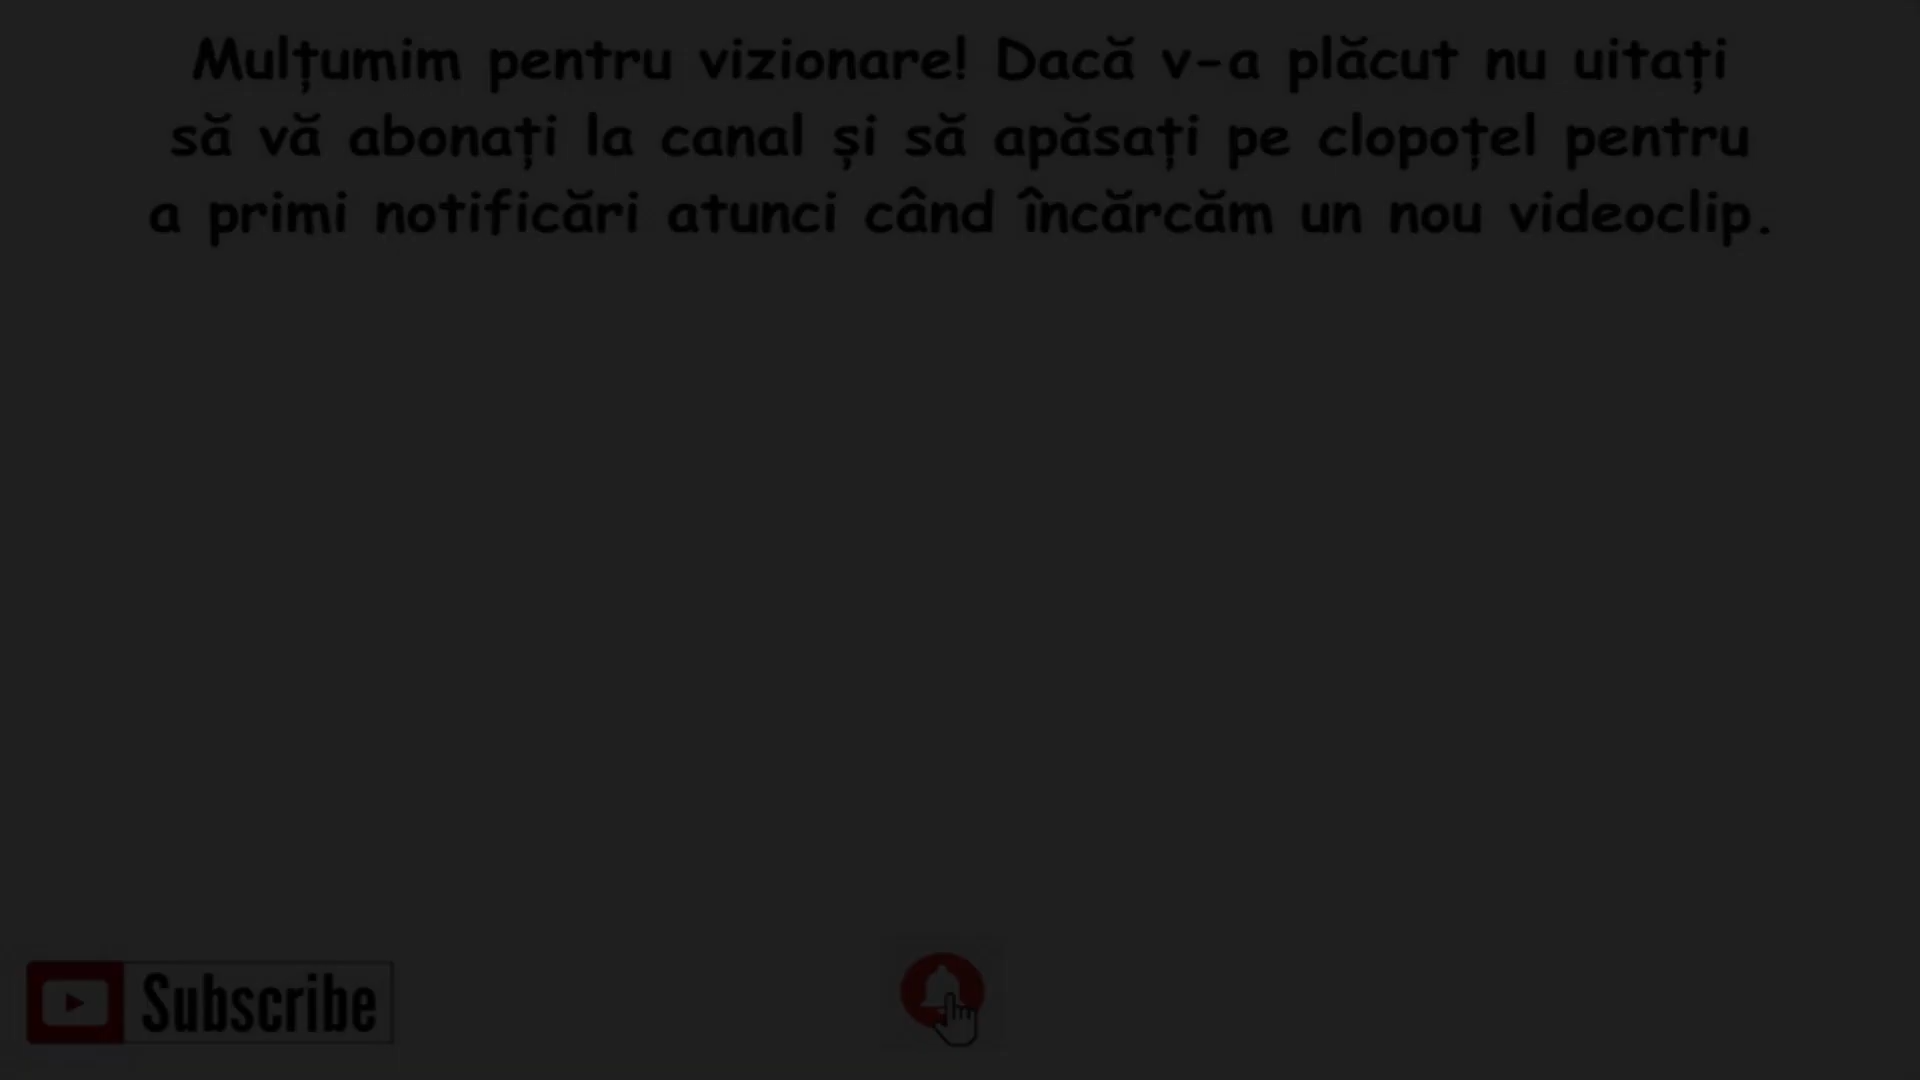 Mulțumim pentru vizionare! Dacă v-a plăcut nu uitați
să vă abonați la canal și să apăsați pe clopoțel pentru
a primi notificări atunci când încărcăm un nou videoclip.
Subscribe